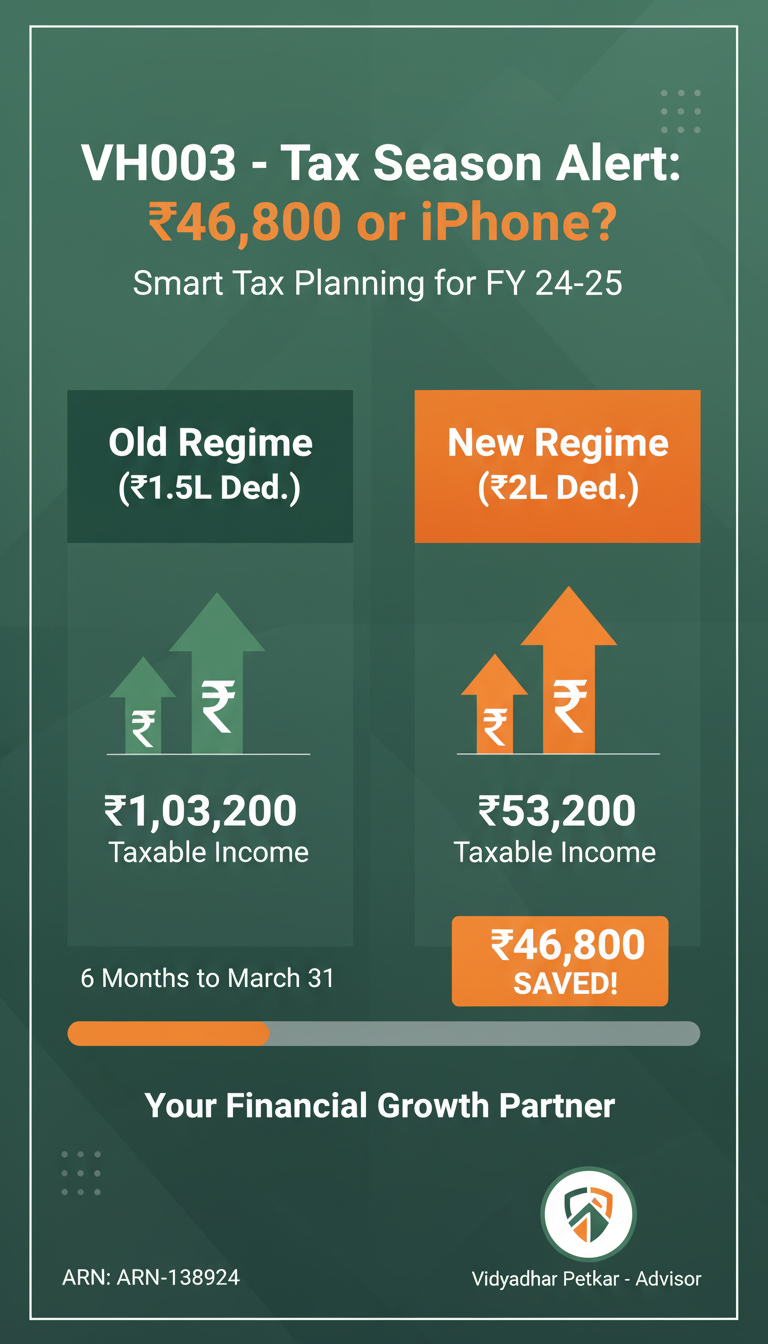 VH003 - Tax Season Alert:
₹46,800 or iPhone?
Smart Tax Planning for FY 24-25
Old Regime
(₹1.5L Ded.)
₹
₹
₹1,03,200
Taxable Income
New Regime
(₹2L Ded.)
₹
₹
₹53,200
Taxable Income
₹46,800
SAVED!
6 Months to March 31
Your Financial Growth Partner
ARN: ARN-138924
Vidyadhar Petkar - Advisor